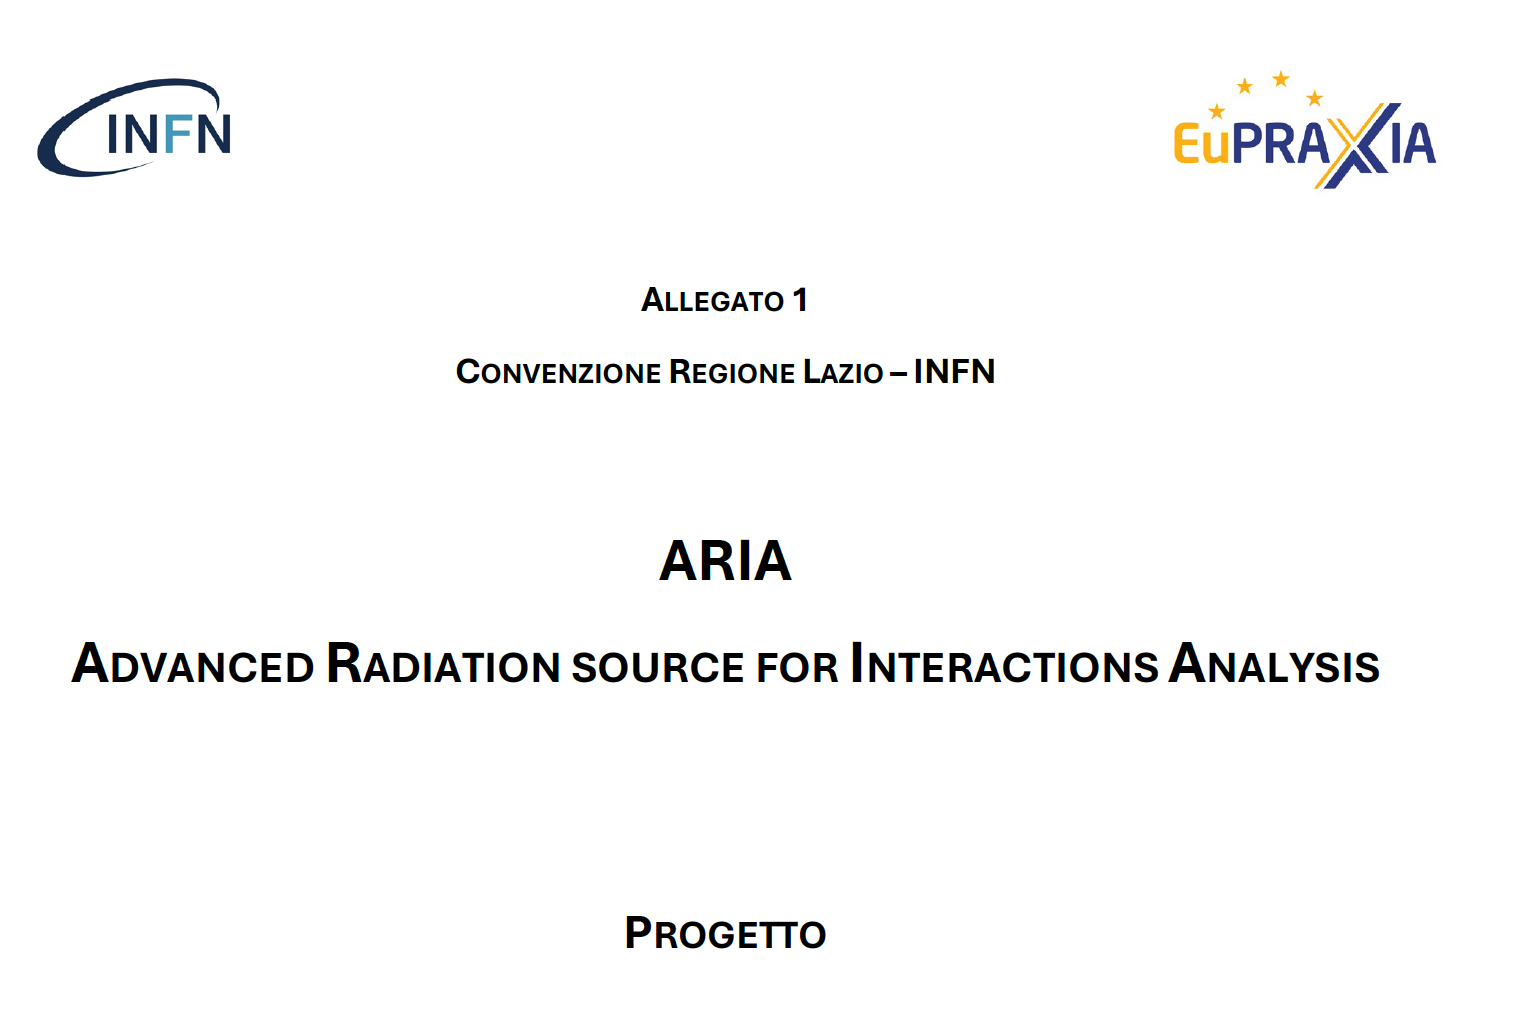 INFN
EuPRAXIA
ALLEGATO 1
CONVENZIONE REGIONE LAZIO – INFN
ARIA
ADVANCED RADIATION SOURCE FOR INTERACTIONS ANALYSIS
PROGETTO